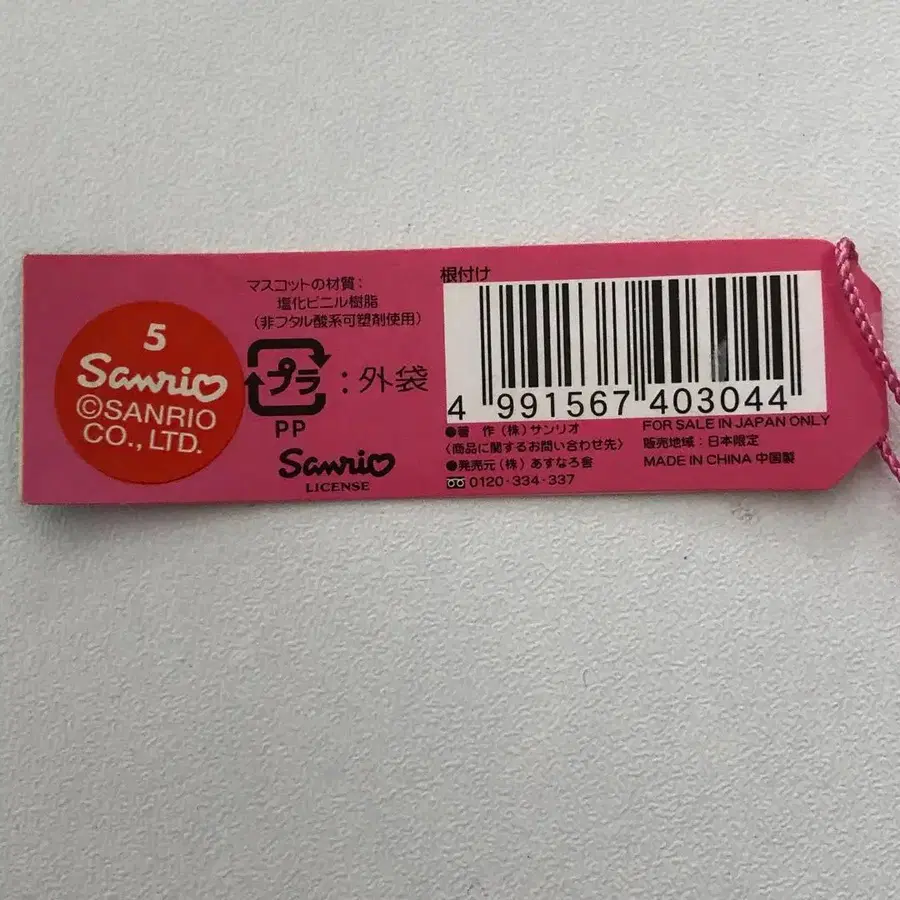 5
Sanrio
©SANRIO
CO.,LTD.
マスコットの材質：
塩化ビニル樹脂
（非フタル酸系可塑剤使用）
プラ：外袋
PP
Sanrio
LICENSE
根付け
4 991567 403044
●著 作（株）サンリオ
〈商品に関するお問い合わせ先〉
●発売元（株）あすなろ舎
0120・334・337
FOR SALE IN JAPAN ONLY
販売地域：日本限定
MADE IN CHINA 中国製